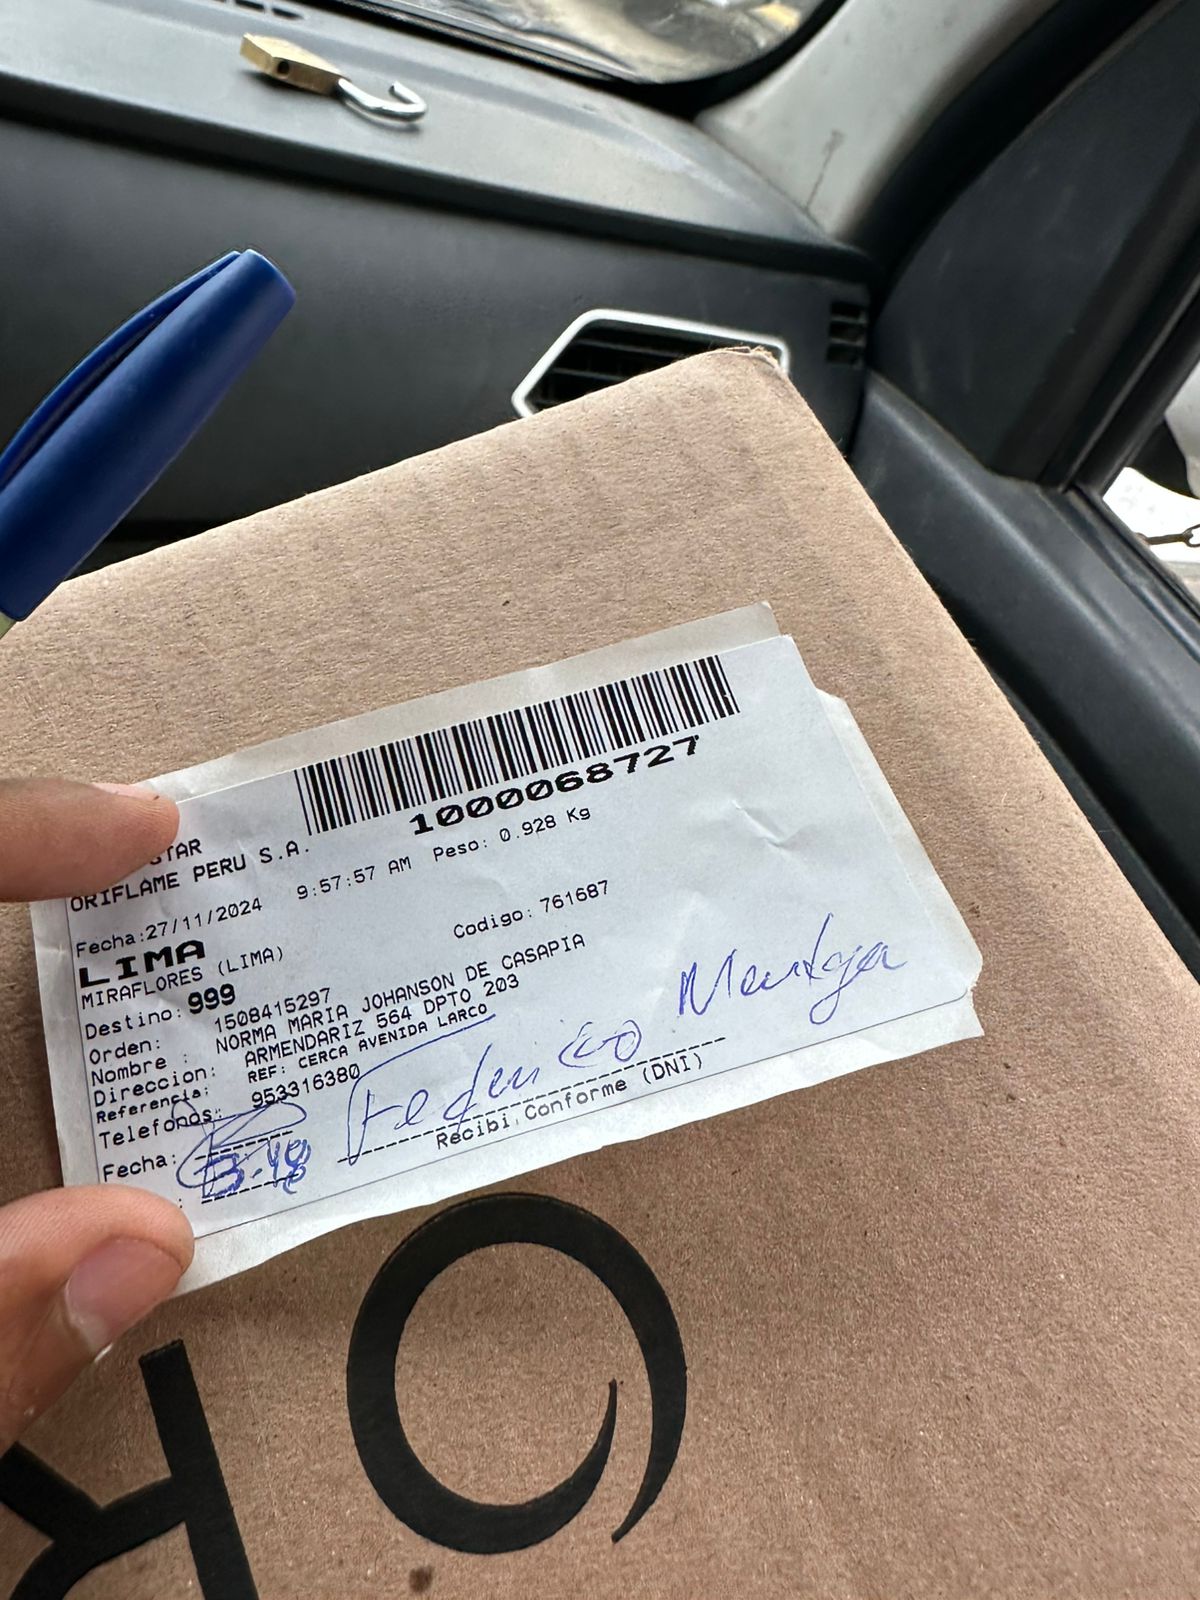 1000068727
STAR
ORIFLAME PERU S.A.
Fecha:27/11/2024 9:57:57 AM Peso: 0.928 Kg
LIMA
MIRAFLORES (LIMA) Codigo: 761687
Destino: 999
Orden: 1508415297
Nombre : NORMA MARIA JOHANSON DE CASAPIA
Direccion: ARMENDARIZ 564 DPTO 203
Referencia: REF: CERCA AVENIDA LARCO
Telefonos: 953316380
Federico
Fecha:
Recibi Conforme (DNI)